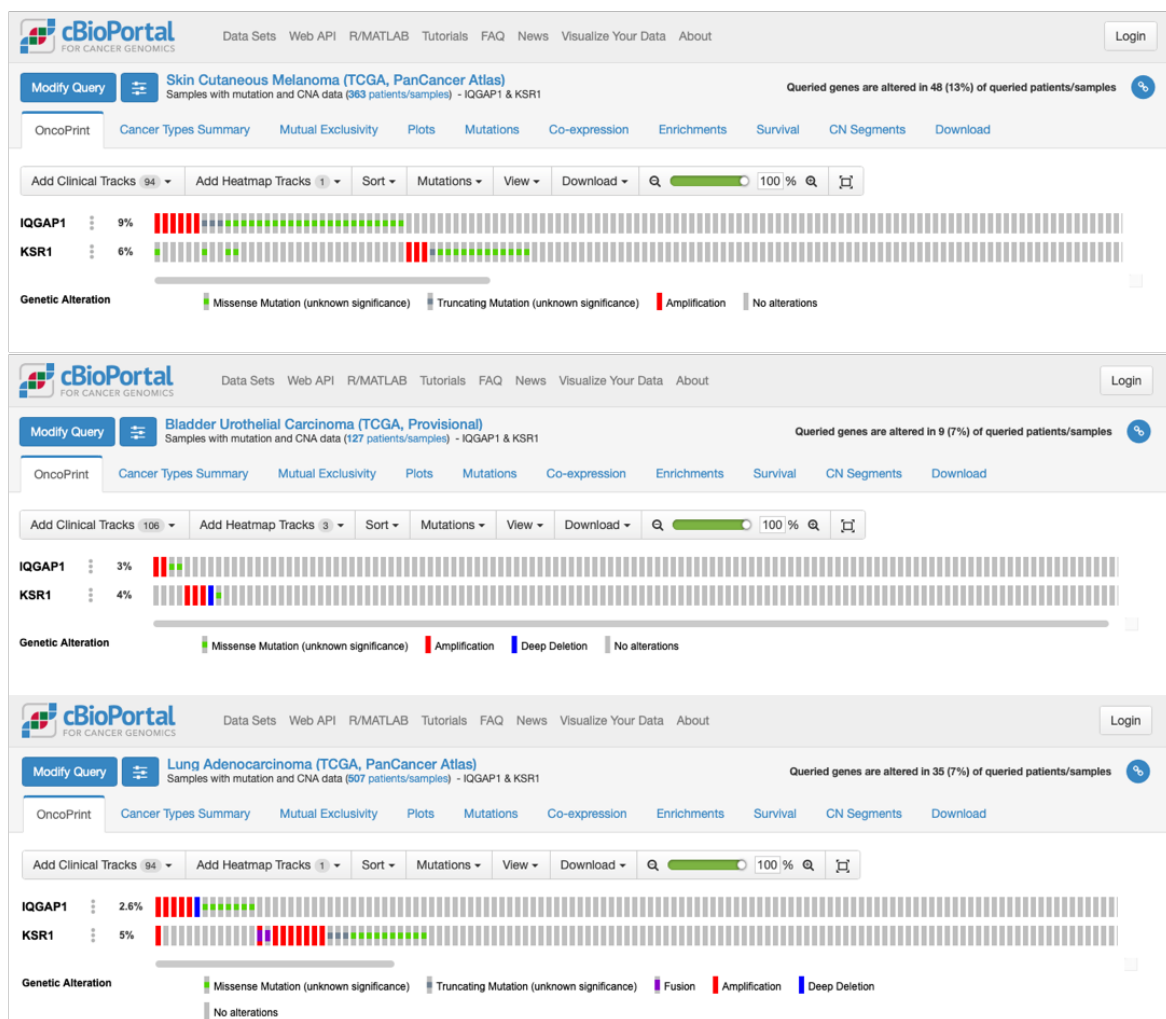 cBioPortal
FOR CANCER GENOMICS
Data Sets Web API R/MATLAB Tutorials FAQ News Visualize Your Data About
Login
Modify Query
Skin Cutaneous Melanoma (TCGA, PanCancer Atlas)
Samples with mutation and CNA data (363 patients/samples) - IQGAP1 & KSR1
Queried genes are altered in 48 (13%) of queried patients/samples
OncoPrint Cancer Types Summary Mutual Exclusivity Plots Mutations Co-expression Enrichments Survival CN Segments Download
Add Clinical Tracks 94 Add Heatmap Tracks 1 Sort Mutations View Download 100 %
IQGAP1 9%
KSR1 6%
Genetic Alteration Missense Mutation (unknown significance) Truncating Mutation (unknown significance) Amplification No alterations
cBioPortal
FOR CANCER GENOMICS
Data Sets Web API R/MATLAB Tutorials FAQ News Visualize Your Data About
Login
Modify Query
Bladder Urothelial Carcinoma (TCGA, Provisional)
Samples with mutation and CNA data (127 patients/samples) - IQGAP1 & KSR1
Queried genes are altered in 9 (7%) of queried patients/samples
OncoPrint Cancer Types Summary Mutual Exclusivity Plots Mutations Co-expression Enrichments Survival CN Segments Download
Add Clinical Tracks 106 Add Heatmap Tracks 3 Sort Mutations View Download 100 %
IQGAP1 3%
KSR1 4%
Genetic Alteration Missense Mutation (unknown significance) Amplification Deep Deletion No alterations
cBioPortal
FOR CANCER GENOMICS
Data Sets Web API R/MATLAB Tutorials FAQ News Visualize Your Data About
Login
Modify Query
Lung Adenocarcinoma (TCGA, PanCancer Atlas)
Samples with mutation and CNA data (507 patients/samples) - IQGAP1 & KSR1
Queried genes are altered in 35 (7%) of queried patients/samples
OncoPrint Cancer Types Summary Mutual Exclusivity Plots Mutations Co-expression Enrichments Survival CN Segments Download
Add Clinical Tracks 94 Add Heatmap Tracks 1 Sort Mutations View Download 100 %
IQGAP1 2.6%
KSR1 5%
Genetic Alteration Missense Mutation (unknown significance) Truncating Mutation (unknown significance) Fusion Amplification Deep Deletion
No alterations